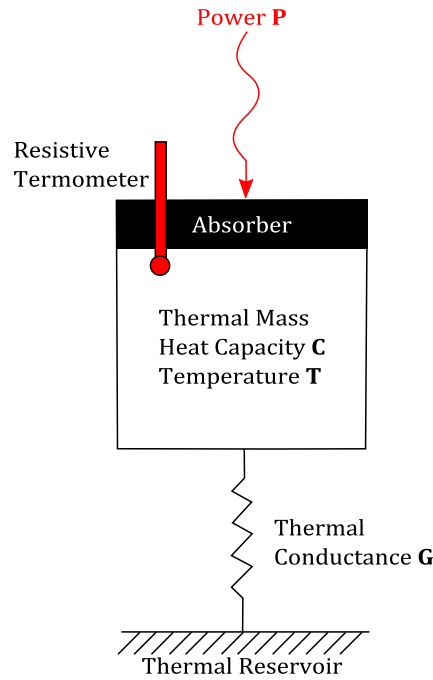 Power P
Resistive
Termometer
Absorber
Thermal Mass
Heat Capacity C
Temperature T
Thermal
Conductance G
Thermal Reservoir